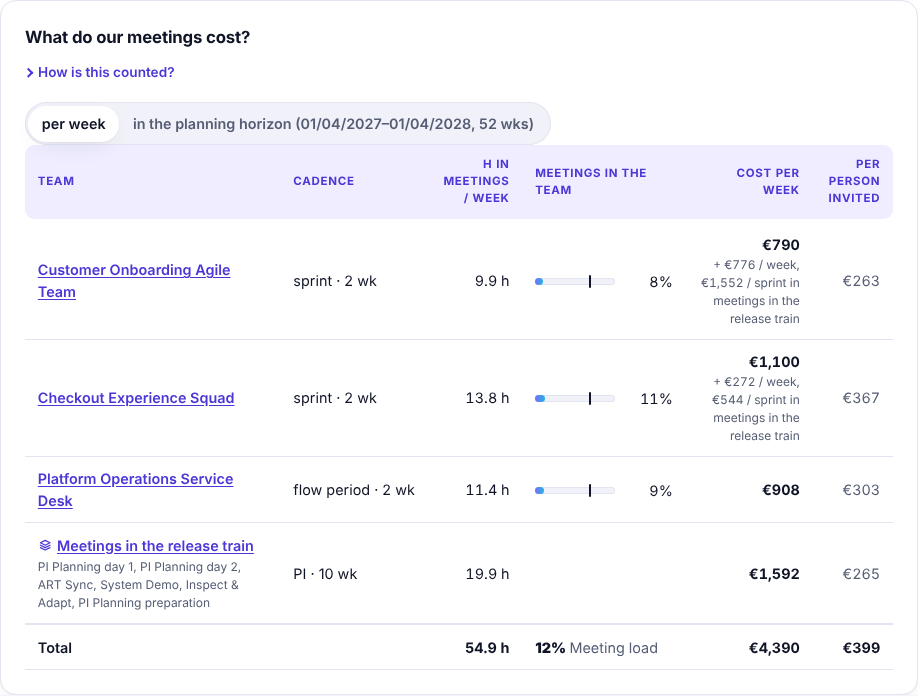 What do our meetings cost?
How is this counted?
per week
in the planning horizon (01/04/2027–01/04/2028, 52 wks)
TEAM
CADENCE
H IN
MEETINGS
/ WEEK
MEETINGS IN THE
TEAM
COST PER
WEEK
PER
PERSON
INVITED
Customer Onboarding Agile
Team
sprint · 2 wk
9.9 h
8%
€790
+ €776 / week,
€1,552 / sprint in
meetings in the
release train
€263
Checkout Experience Squad
sprint · 2 wk
13.8 h
11%
€1,100
+ €272 / week,
€544 / sprint in
meetings in the
release train
€367
Platform Operations Service
Desk
flow period · 2 wk
11.4 h
9%
€908
€303
Meetings in the release train
PI Planning day 1, PI Planning day 2,
ART Sync, System Demo, Inspect &
Adapt, PI Planning preparation
PI · 10 wk
19.9 h
€1,592
€265
Total
54.9 h
12% Meeting load
€4,390
€399